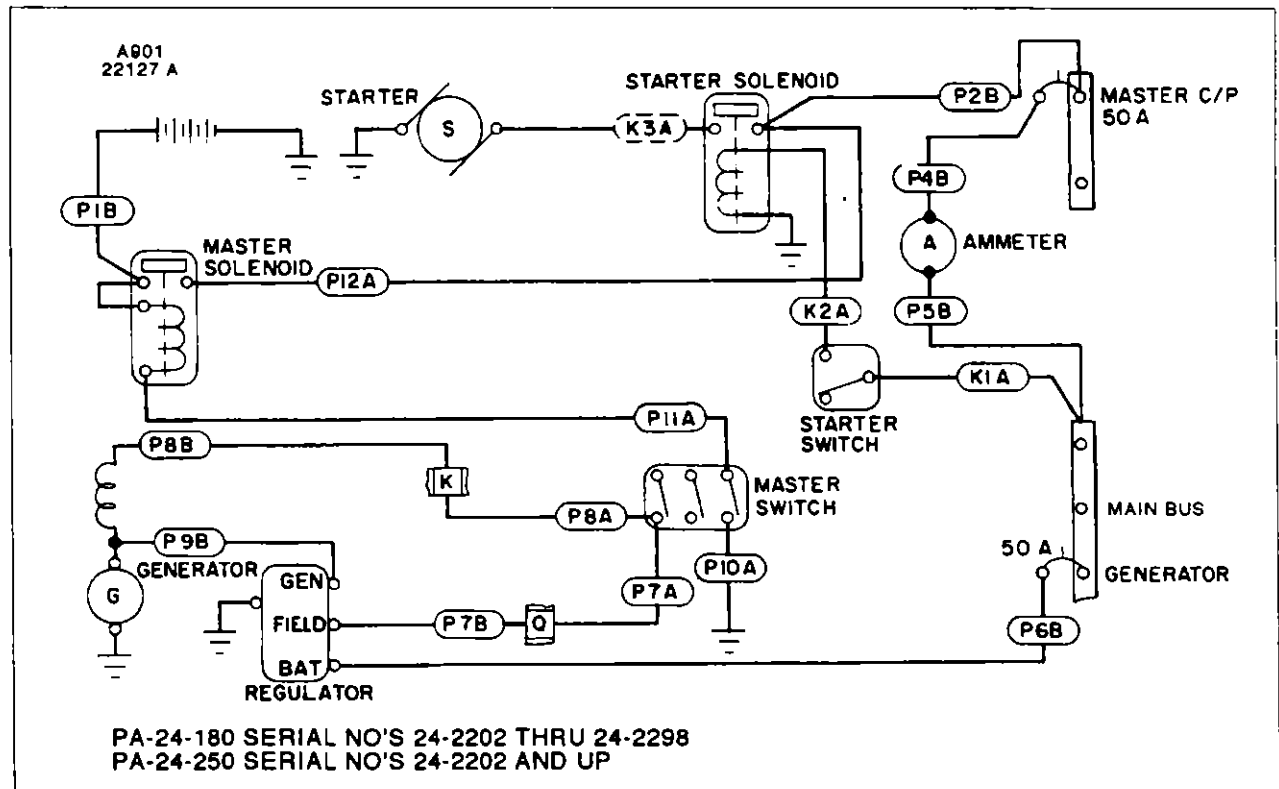 A901
22127 A
STARTER
STARTER SOLENOID
P2B
MASTER C/P
50 A
S
K3A
P4B
P1B
A
AMMETER
MASTER
SOLENOID
P12A
K2A
P5B
K1A
STARTER
SWITCH
P11A
P8B
K
MASTER
SWITCH
P8A
MAIN BUS
P9B
GENERATOR
50 A
GENERATOR
G
GEN
P10A
P7A
FIELD
P7B
Q
P6B
BAT
REGULATOR
PA-24-180 SERIAL NO'S 24-2202 THRU 24-2298
PA-24-250 SERIAL NO'S 24-2202 AND UP